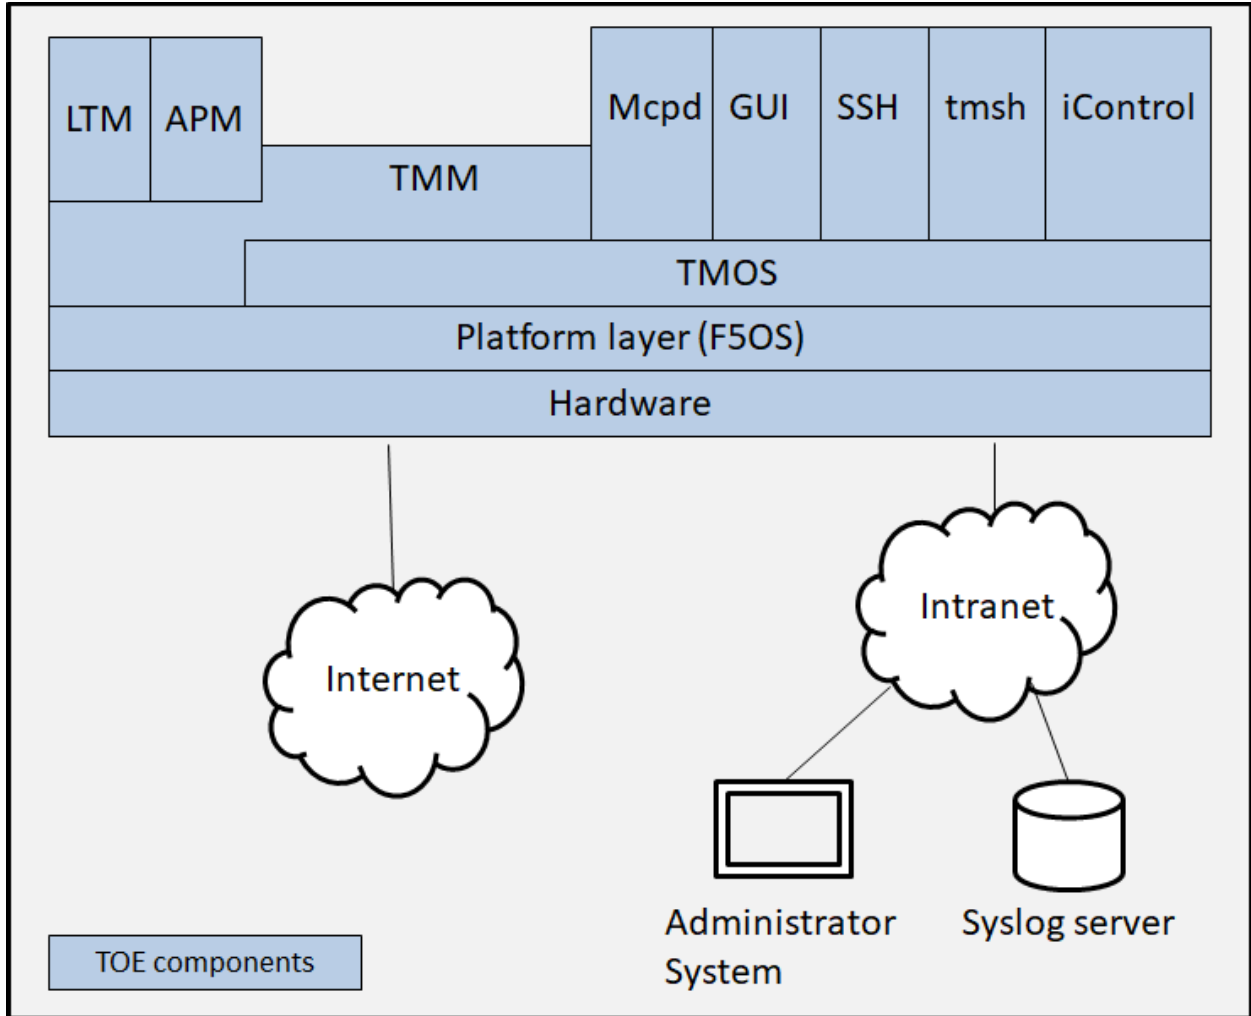 LTM
APM
TMM
Mcpd
GUI
SSH
tmsh
iControl
TMOS
Platform layer (F5OS)
Hardware
Internet
Intranet
Administrator
System
Syslog server
TOE components